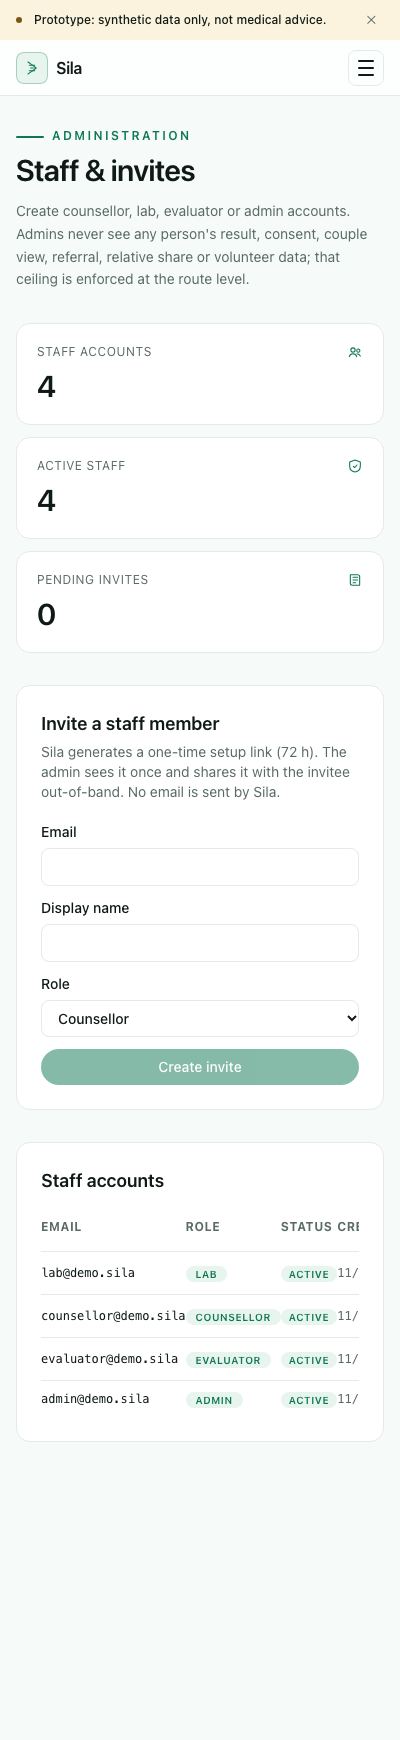 Prototype: synthetic data only, not medical advice.
Sila
ADMINISTRATION
Staff & invites
Create counsellor, lab, evaluator or admin accounts.
Admins never see any person's result, consent, couple
view, referral, relative share or volunteer data; that
ceiling is enforced at the route level.
STAFF ACCOUNTS
4
ACTIVE STAFF
4
PENDING INVITES
0
Invite a staff member
Sila generates a one-time setup link (72 h). The
admin sees it once and shares it with the invitee
out-of-band. No email is sent by Sila.
Email
Display name
Role
Counsellor
Create invite
Staff accounts
EMAIL ROLE STATUS CRE
lab@demo.sila LAB ACTIVE 11/
counsellor@demo.sila COUNSELLOR ACTIVE 11/
evaluator@demo.sila EVALUATOR ACTIVE 11/
admin@demo.sila ADMIN ACTIVE 11/